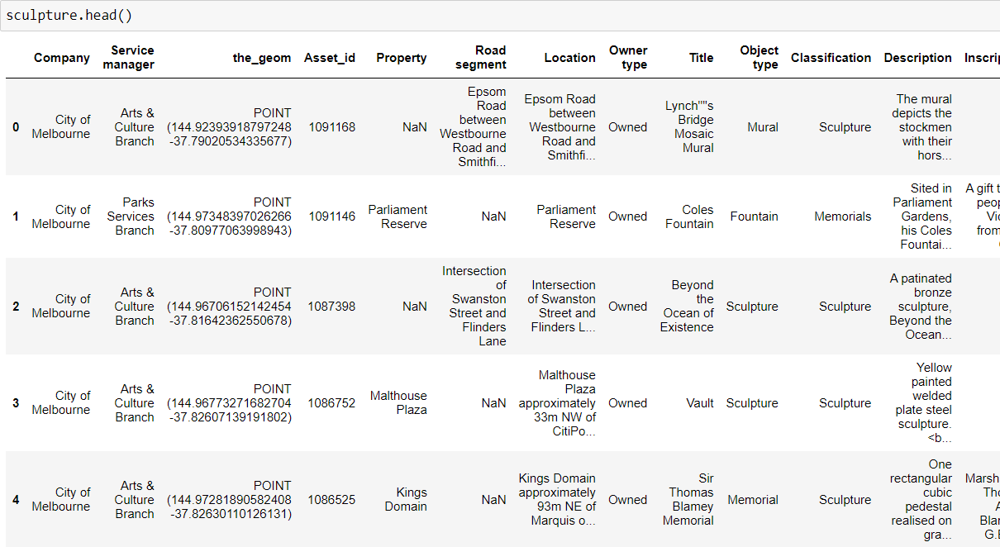 sculpture.head()
Company Service manager the_geom Asset_id Property Road segment Location Owner type Title Object type Classification Description
0 City of Melbourne Arts & Culture Branch POINT (144.92393918797248 -37.79020534335677) 1091168 NaN Epsom Road between Westbourne Road and Smithfi... Epsom Road between Westbourne Road and Smithfi... Owned Lynch""s Bridge Mosaic Mural Mural Sculpture The mural depicts the stockmen with their hors...
1 City of Melbourne Parks Services Branch POINT (144.97348397026266 -37.80977063998943) 1091146 Parliament Reserve NaN Parliament Reserve Owned Coles Fountain Fountain Memorials Sited in Parliament Gardens, his Coles Fountai... A gift
2 City of Melbourne Arts & Culture Branch POINT (144.96706152142454 -37.81642362550678) 1087398 NaN Intersection of Swanston Street and Flinders Lane Intersection of Swanston Street and Flinders L... Owned Beyond the Ocean of Existence Sculpture Sculpture A patinated bronze sculpture, Beyond the Ocean...
3 City of Melbourne Arts & Culture Branch POINT (144.96773271682704 -37.82607139191802) 1086752 Malthouse Plaza NaN Malthouse Plaza approximately 33m NW of CitiPo... Owned Vault Sculpture Sculpture Yellow painted welded plate steel sculpture. <b...
4 City of Melbourne Arts & Culture Branch POINT (144.97281890582408 -37.82630110126131) 1086525 Kings Domain NaN Kings Domain approximately 93m NE of Marquis o... Owned Sir Thomas Blamey Memorial Memorial Sculpture One rectangular cubic pedestal realised on gra...